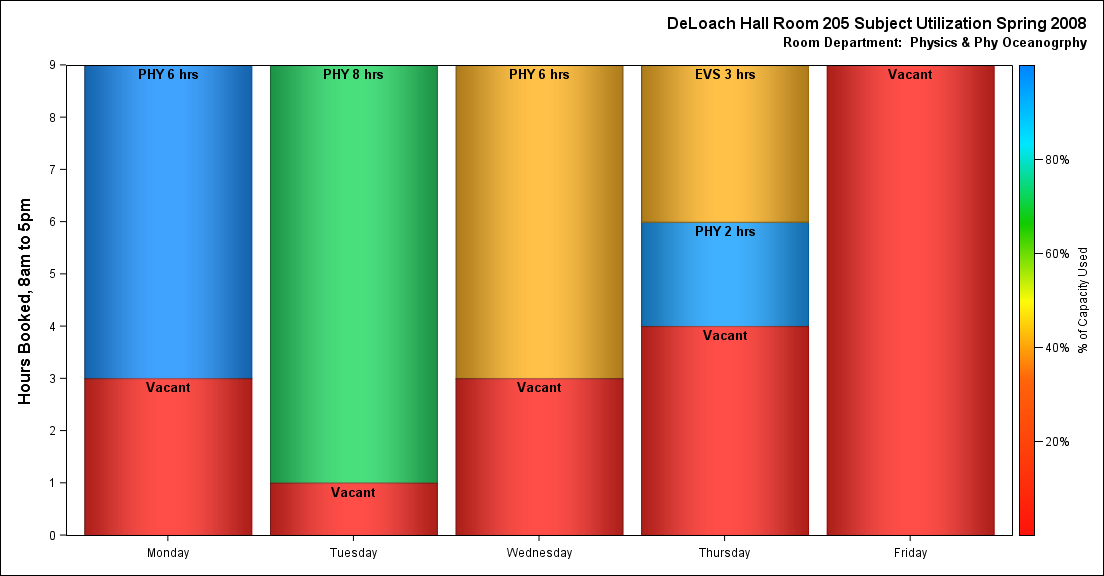 DeLoach Hall Room 205 Subject Utilization Spring 2008
Room Department:  Physics & Phy Oceanogrphy
Hours Booked, 8am to 5pm
9
8
7
6
5
4
3
2
1
0
PHY 6 hrs
Vacant
PHY 8 hrs
Vacant
PHY 6 hrs
Vacant
EVS 3 hrs
PHY 2 hrs
Vacant
Vacant
Monday
Tuesday
Wednesday
Thursday
Friday
80%
60%
40%
20%
% of Capacity Used